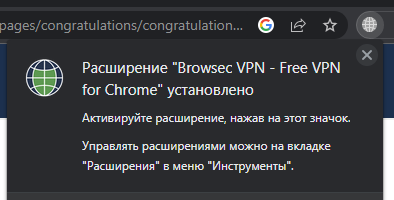 pages/congratulations/congratulation...
Расширение "Browsec VPN - Free VPN
for Chrome" установлено
Активируйте расширение, нажав на этот значок.
Управлять расширениями можно на вкладке
"Расширения" в меню "Инструменты".